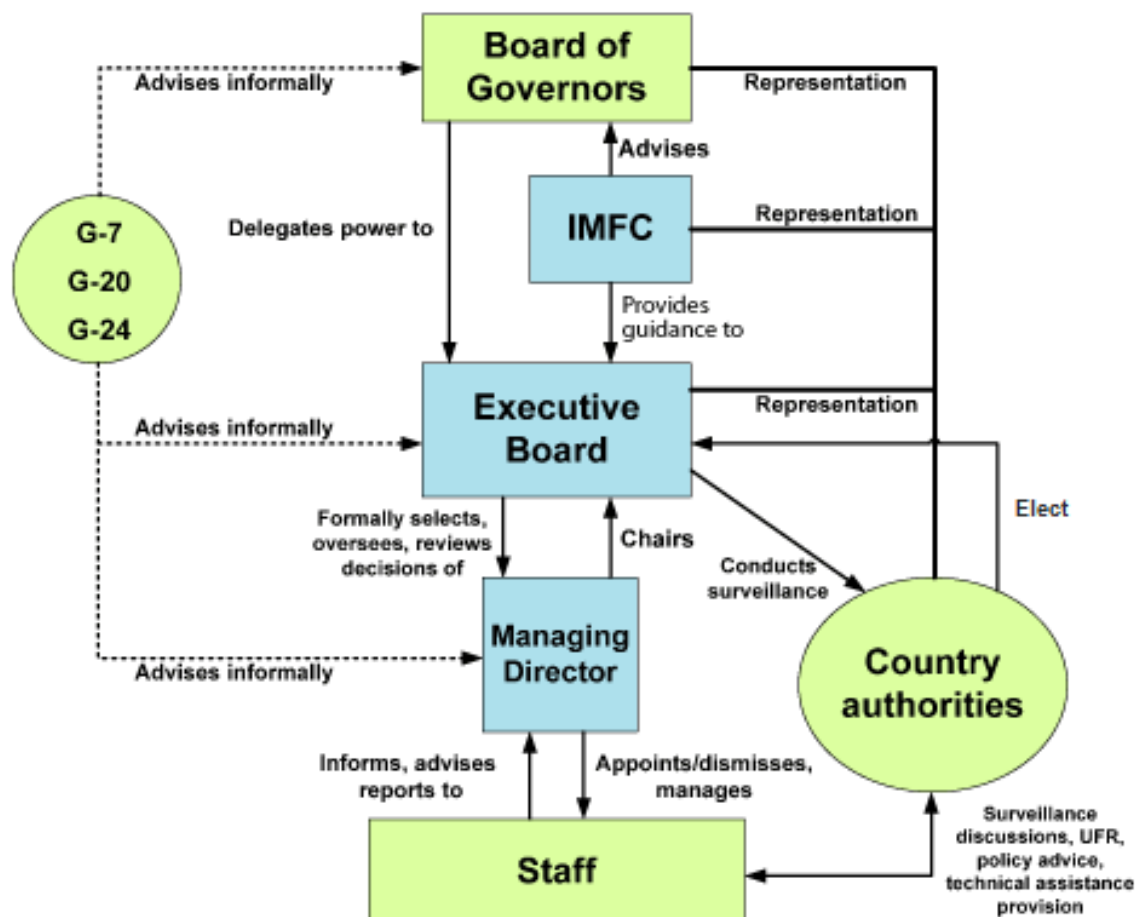 Board of
Governors
Advises informally
Representation
Advises
G-7
G-20
G-24
Delegates power to
IMFC
Representation
Provides
guidance to
Executive
Board
Representation
Advises informally
Elect
Formally selects,
oversees, reviews
decisions of
Chairs
Conducts
surveillance
Managing
Director
Advises informally
Country
authorities
Informs, advises
reports to
Appoints/dismisses,
manages
Surveillance
discussions, UFR,
policy advice,
technical assistance
provision
Staff